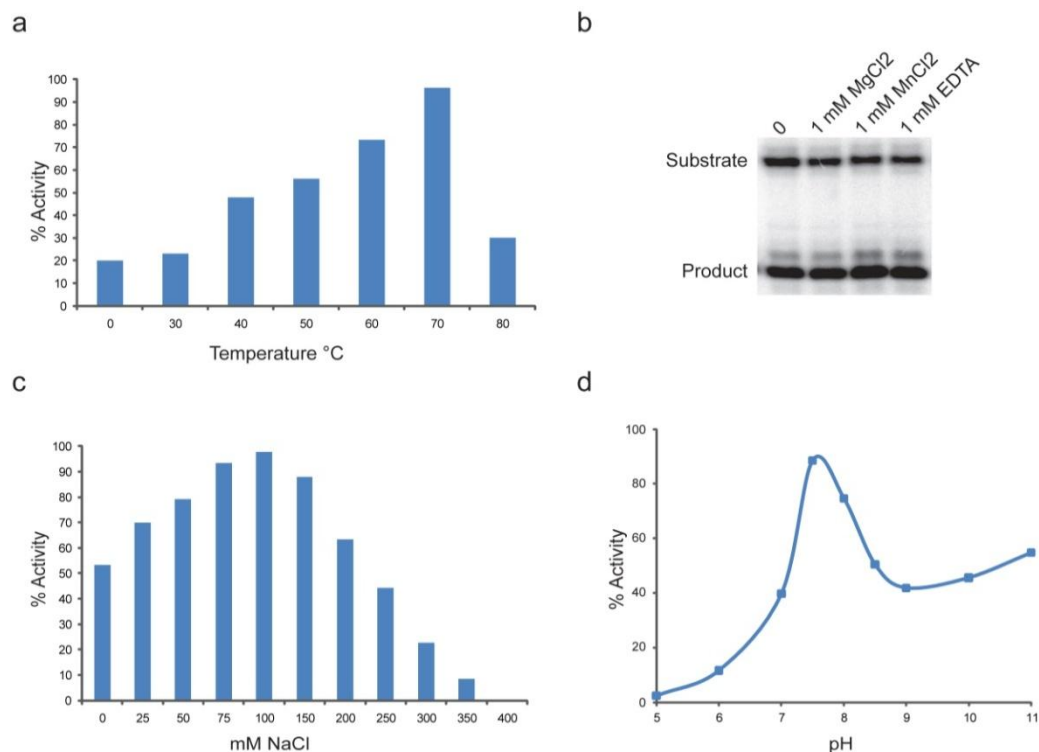 a
100
90
80
70
60
50
40
30
20
10
0
% Activity
0 30 40 50 60 70 80
Temperature °C
b
0 1 mM MgCl2 1 mM MnCl2 1 mM EDTA
Substrate
Product
c
100
90
80
70
60
50
40
30
20
10
0
% Activity
0 25 50 75 100 150 200 250 300 350 400
mM NaCl
d
100
80
60
40
20
0
% Activity
5 6 7 8 9 10 11
pH